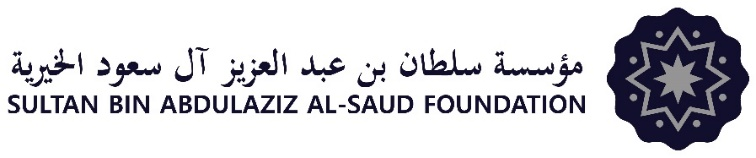 مؤسسة سلطان بن عبد العزيز آل سعود الخيرية
SULTAN BIN ABDULAZIZ AL-SAUD FOUNDATION